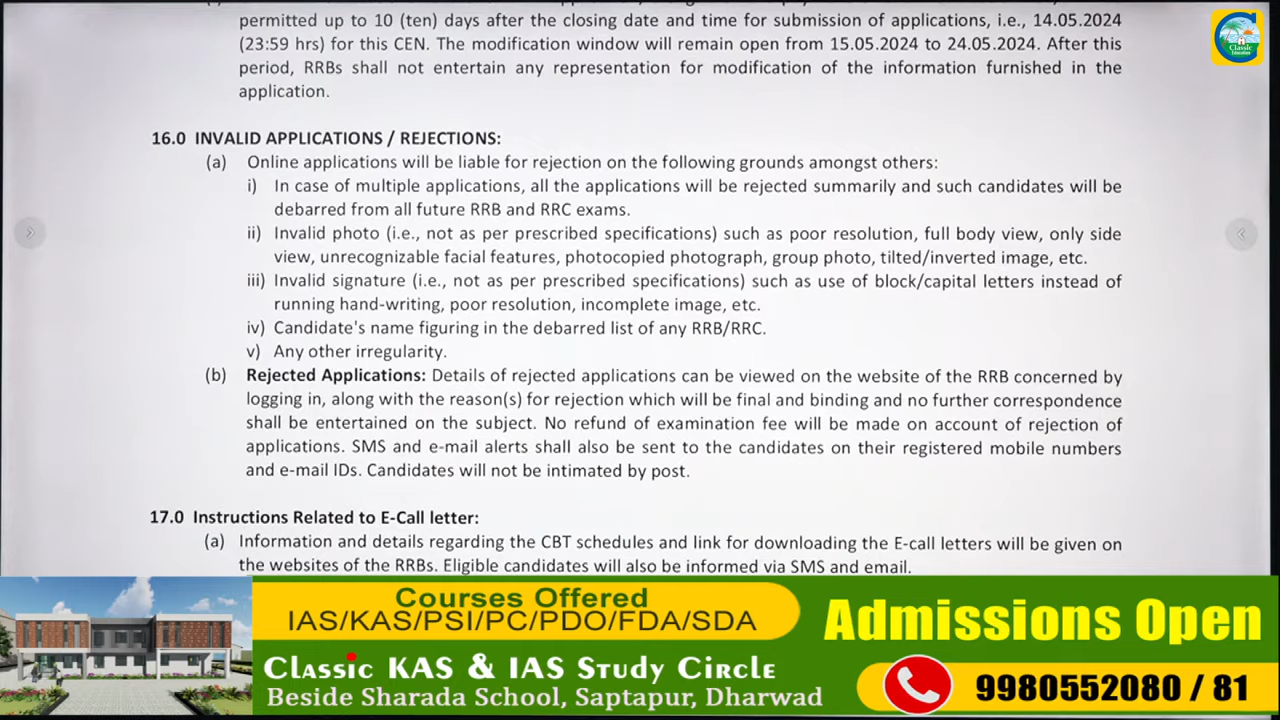 permitted up to 10 (ten) days after the closing date and time for submission of applications, i.e., 14.05.2024
(23:59 hrs) for this CEN. The modification window will remain open from 15.05.2024 to 24.05.2024. After this
period, RRBs shall not entertain any representation for modification of the information furnished in the
application.
16.0 INVALID APPLICATIONS / REJECTIONS:
(a) Online applications will be liable for rejection on the following grounds amongst others:
i) In case of multiple applications, all the applications will be rejected summarily and such candidates will be
debarred from all future RRB and RRC exams.
ii) Invalid photo (i.e., not as per prescribed specifications) such as poor resolution, full body view, only side
view, unrecognizable facial features, photocopied photograph, group photo, tilted/inverted image, etc.
iii) Invalid signature (i.e., not as per prescribed specifications) such as use of block/capital letters instead of
running hand-writing, poor resolution, incomplete image, etc.
iv) Candidate's name figuring in the debarred list of any RRB/RRC.
v) Any other irregularity.
(b) Rejected Applications: Details of rejected applications can be viewed on the website of the RRB concerned by
logging in, along with the reason(s) for rejection which will be final and binding and no further correspondence
shall be entertained on the subject. No refund of examination fee will be made on account of rejection of
applications. SMS and e-mail alerts shall also be sent to the candidates on their registered mobile numbers
and e-mail IDs. Candidates will not be intimated by post.
17.0 Instructions Related to E-Call letter:
(a) Information and details regarding the CBT schedules and link for downloading the E-call letters will be given on
the websites of the RRBs. Eligible candidates will also be informed via SMS and email.
Classic
Education
Courses Offered
IAS/KAS/PSI/PC/PDO/FDA/SDA
Classic KAS & IAS Study Circle
Beside Sharada School, Saptapur, Dharwad
Admissions Open
9980552080 / 81